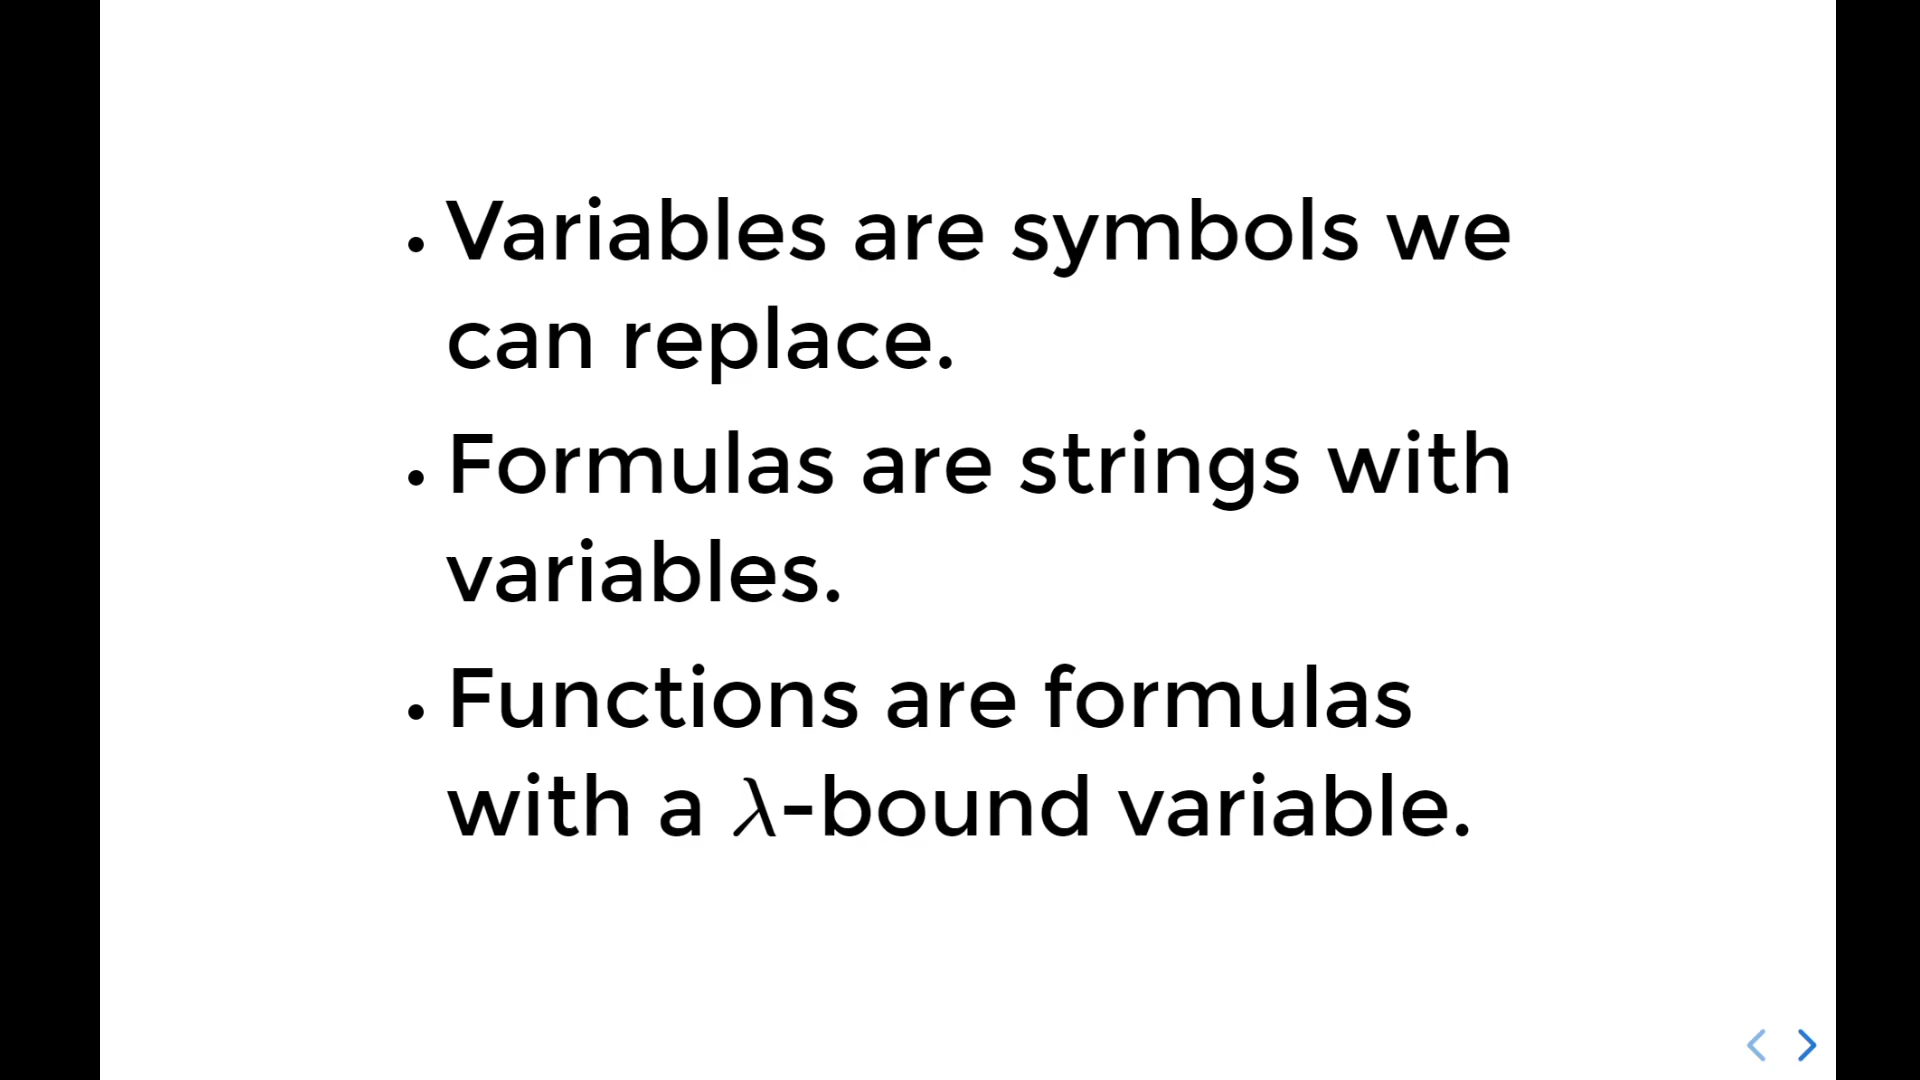 • Variables are symbols we
can replace.
• Formulas are strings with
variables.
• Functions are formulas
with a λ-bound variable.